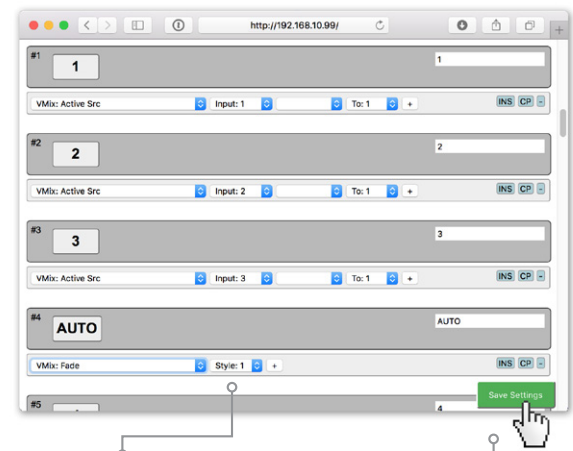 http://192.168.10.99/
#1 1 1
VMix: Active Src Input: 1 To: 1 + INS CP -
#2 2 2
VMix: Active Src Input: 2 To: 1 + INS CP -
#3 3 3
VMix: Active Src Input: 3 To: 1 + INS CP -
#4 AUTO AUTO
VMix: Fade Style: 1 + INS CP -
#5 4
Save Settings